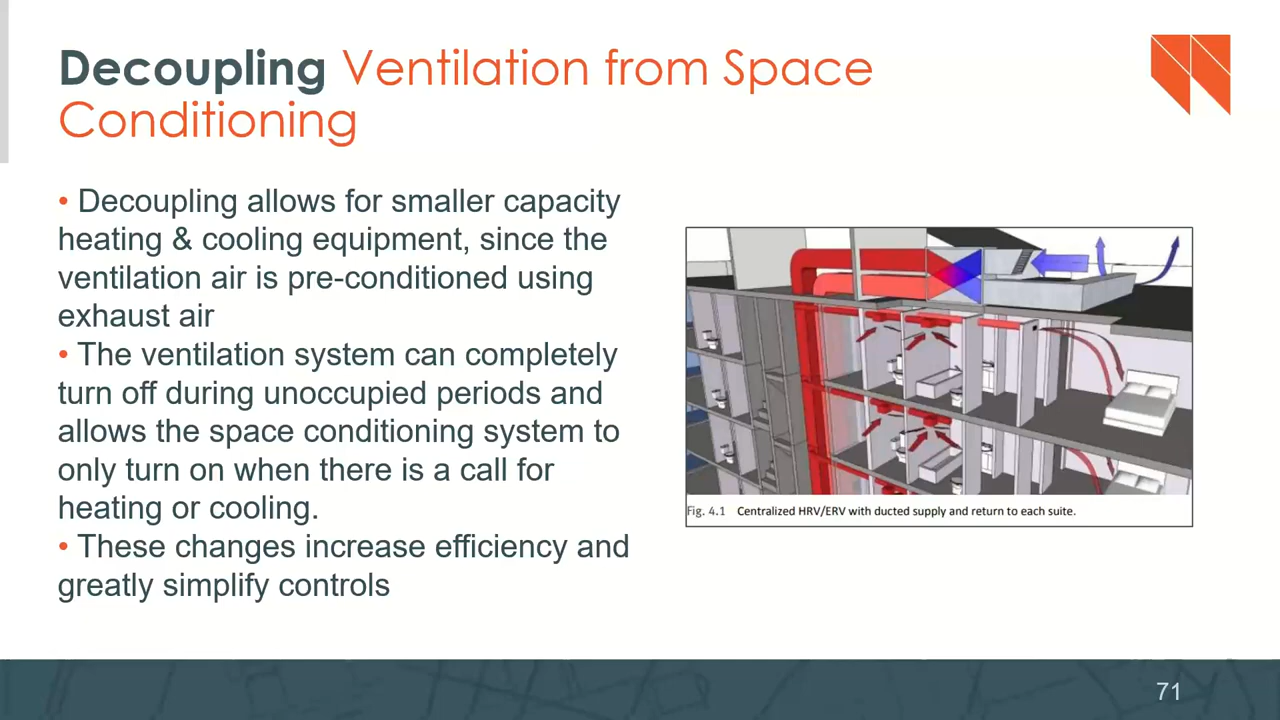 Decoupling Ventilation from Space
Conditioning
• Decoupling allows for smaller capacity
heating & cooling equipment, since the
ventilation air is pre-conditioned using
exhaust air
• The ventilation system can completely
turn off during unoccupied periods and
allows the space conditioning system to
only turn on when there is a call for
heating or cooling.
• These changes increase efficiency and
greatly simplify controls
Fig. 4.1 Centralized HRV/ERV with ducted supply and return to each suite.
71